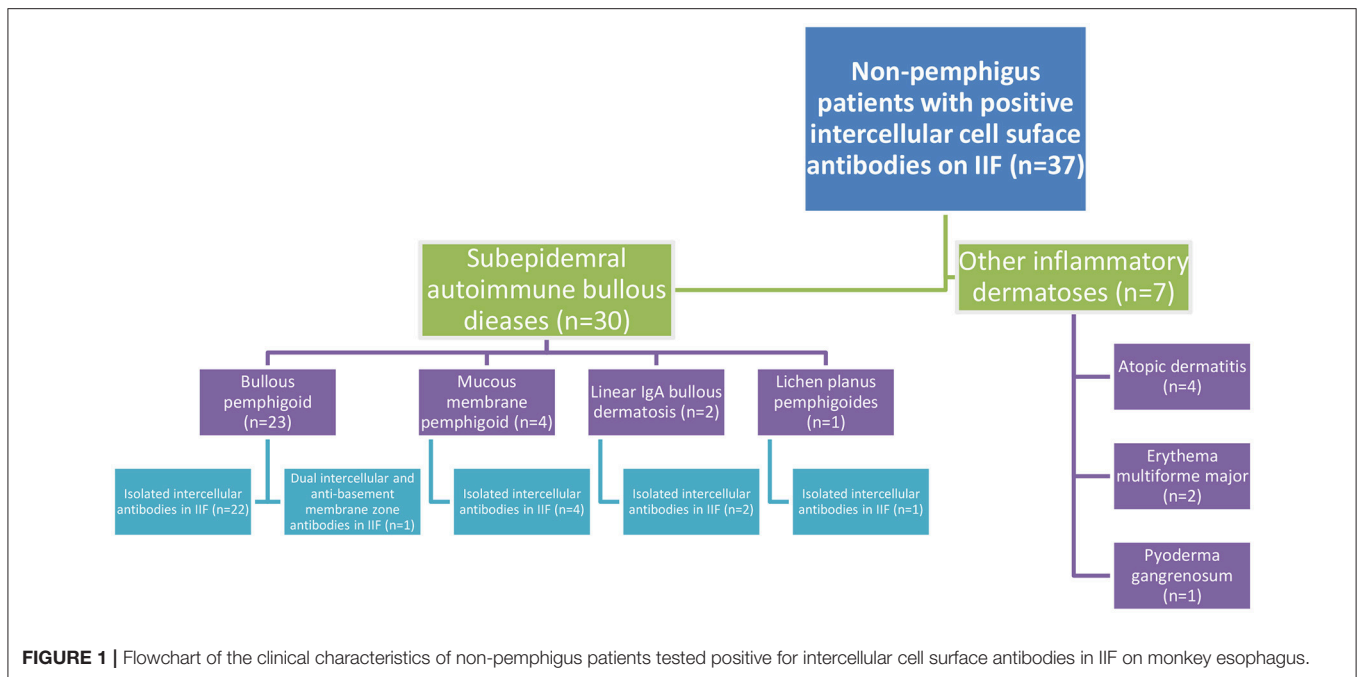 Non-pemphigus
patients with positive
intercellular cell suface
antibodies on IIF (n=37)
Subepidemral
autoimmune bullous
dieases (n=30)
Other inflammatory
dermatoses (n=7)
Bullous
pemphigoid
(n=23)
Mucous
membrane
pemphigoid (n=4)
Linear IgA bullous
dermatosis (n=2)
Lichen planus
pemphigoides
(n=1)
Isolated intercellular
antibodies in IIF (n=22)
Dual intercellular and
anti-basement
membrane zone
antibodies in IIF (n=1)
Isolated intercellular
antibodies in IIF (n=4)
Isolated intercellular
antibodies in IIF (n=2)
Isolated intercellular
antibodies in IIF (n=1)
Atopic dermatitis
(n=4)
Erythema
multiforme major
(n=2)
Pyoderma
gangrenosum
(n=1)
FIGURE 1 | Flowchart of the clinical characteristics of non-pemphigus patients tested positive for intercellular cell surface antibodies in IIF on monkey esophagus.